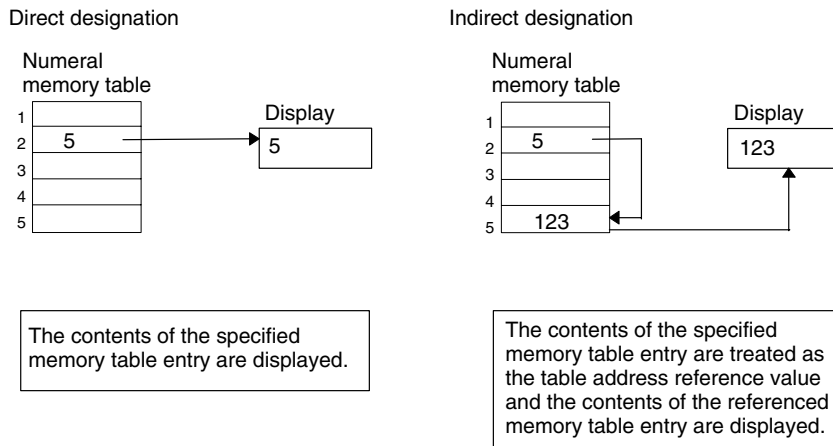 Direct designation
Numeral
memory table
1
2
3
4
5
5
Display
5
The contents of the specified
memory table entry are displayed.
Indirect designation
Numeral
memory table
1
2
3
4
5
5
123
Display
123
The contents of the specified
memory table entry are treated as
the table address reference value
and the contents of the referenced
memory table entry are displayed.